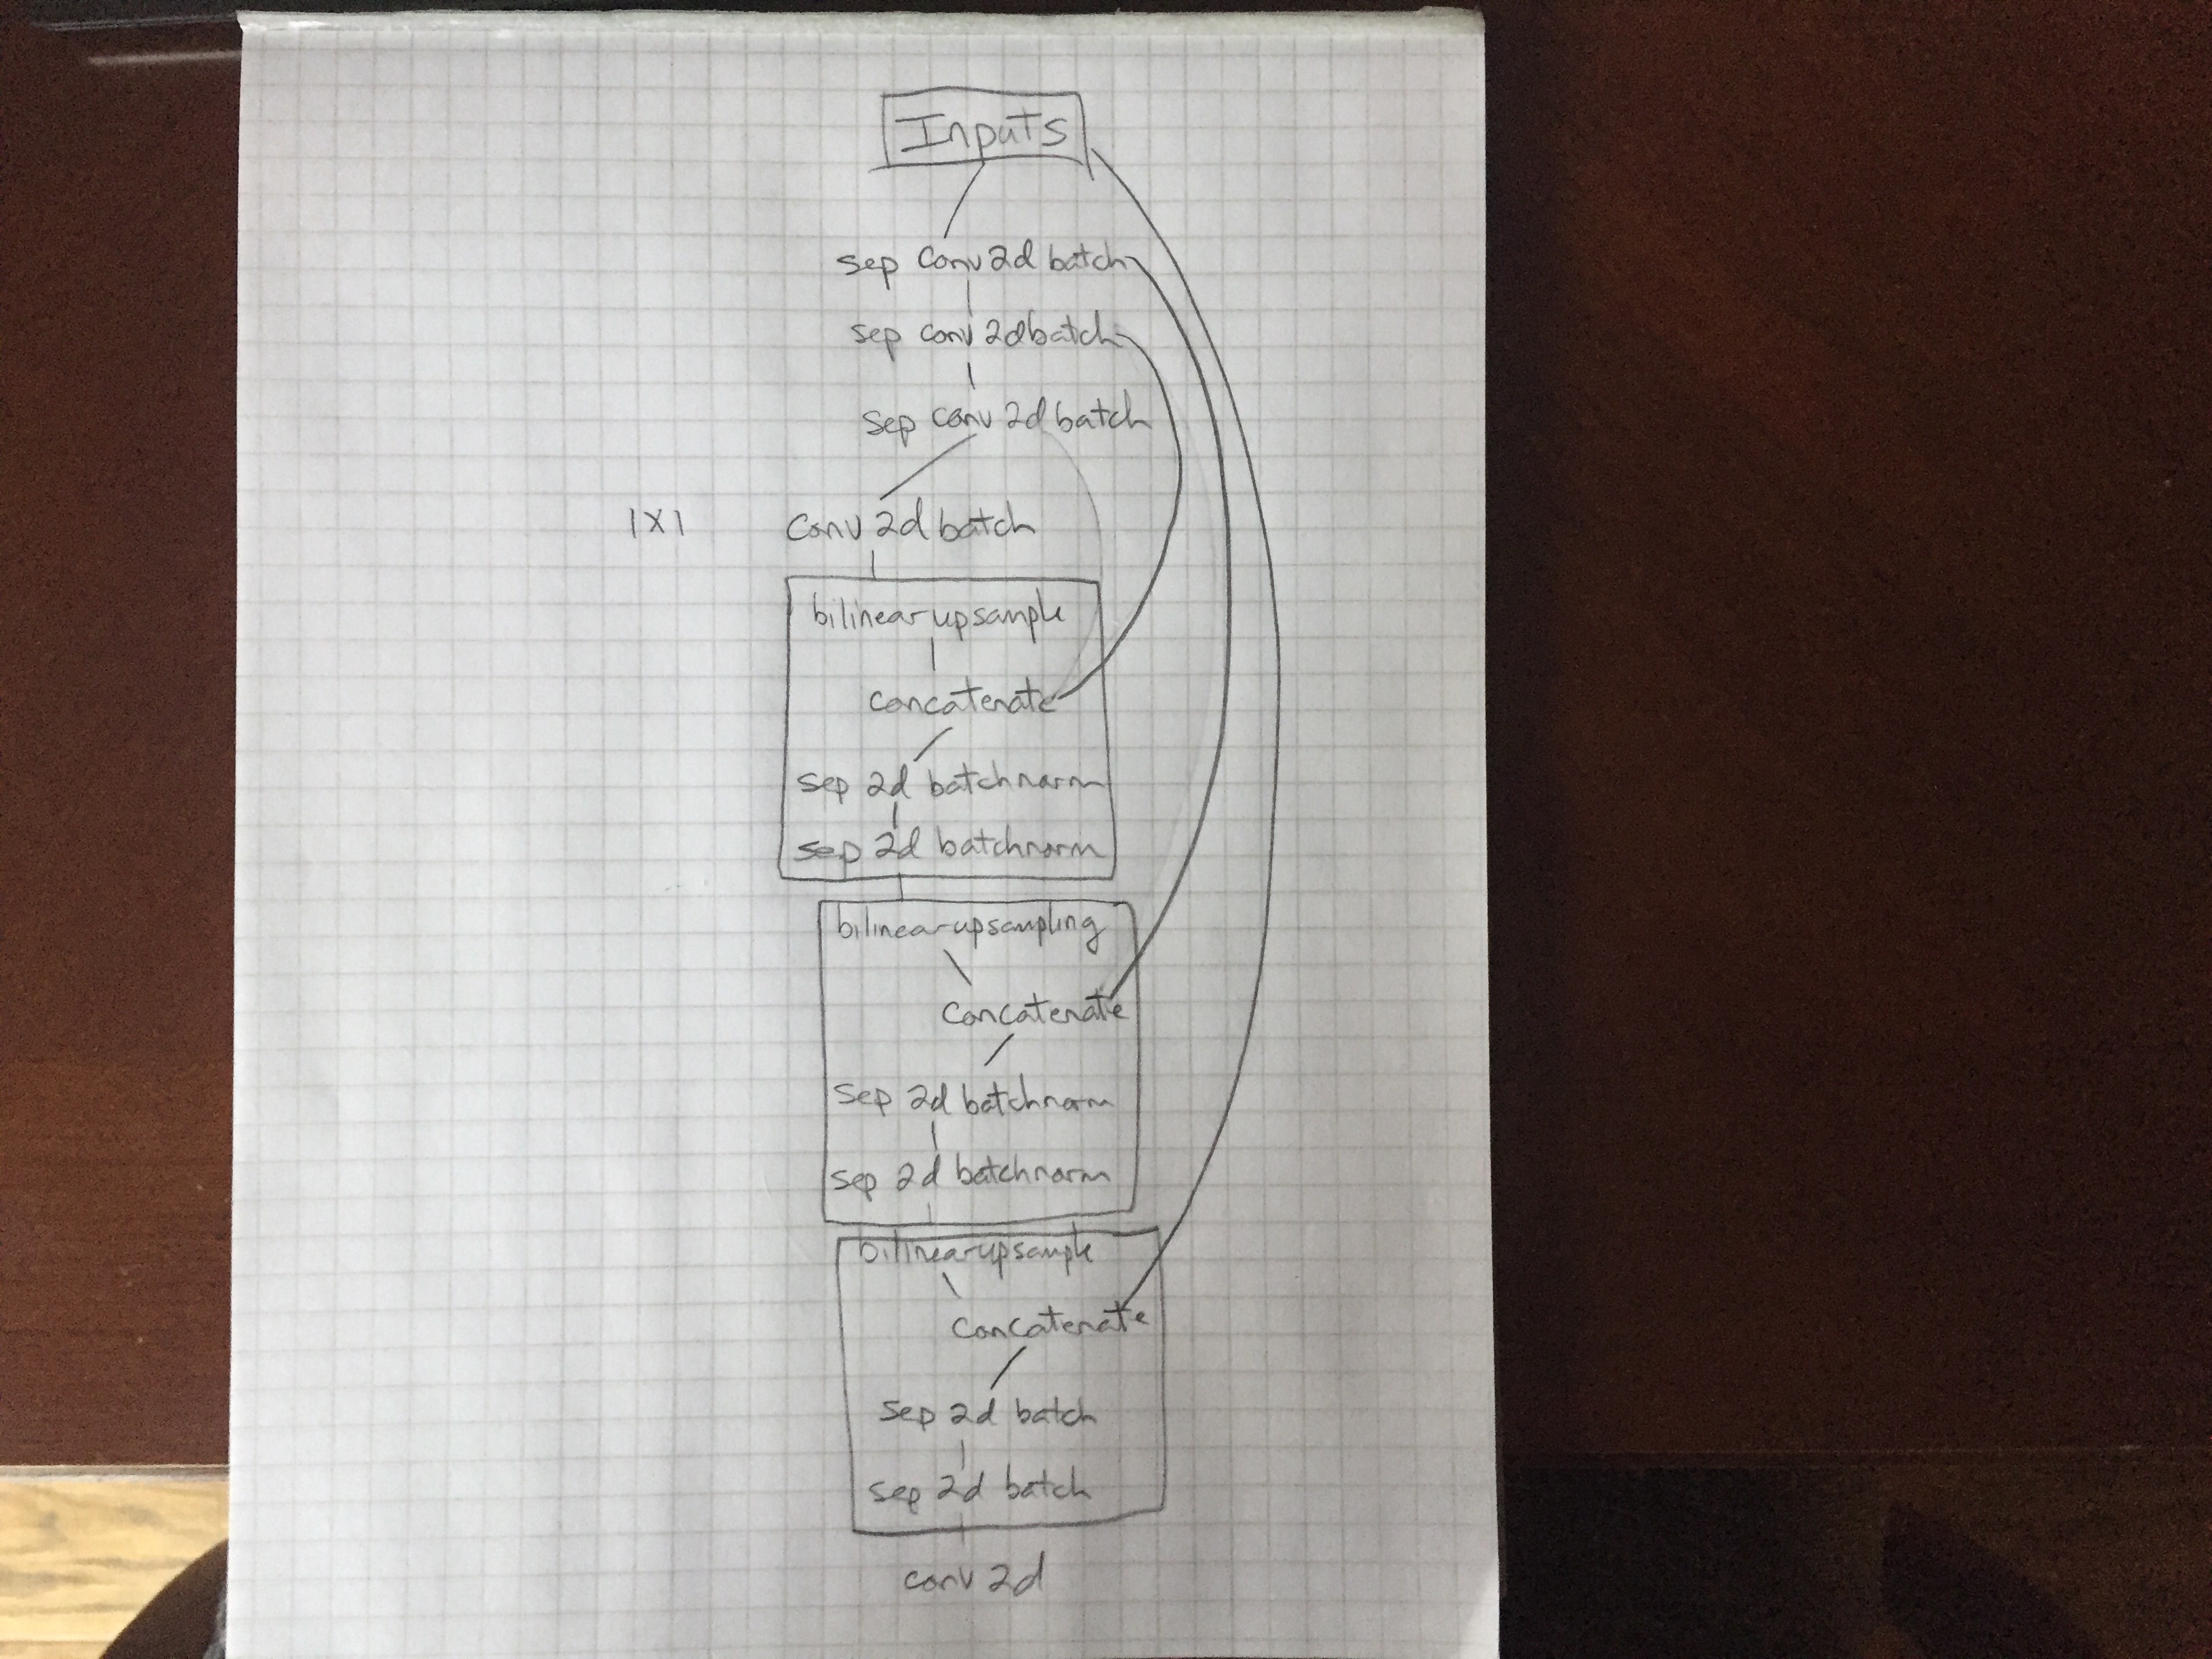 Inputs
sep conv2d batch
sep conv 2d batch
sep conv 2d batch
1x1 conv 2d batch
bilinear upsample
concatenate
sep 2d batchnorm
sep 2d batchnorm
bilinear upsampling
concatenate
sep 2d batchnorm
sep 2d batchnorm
bilinear upsample
concatenate
sep 2d batch
sep 2d batch
conv 2d